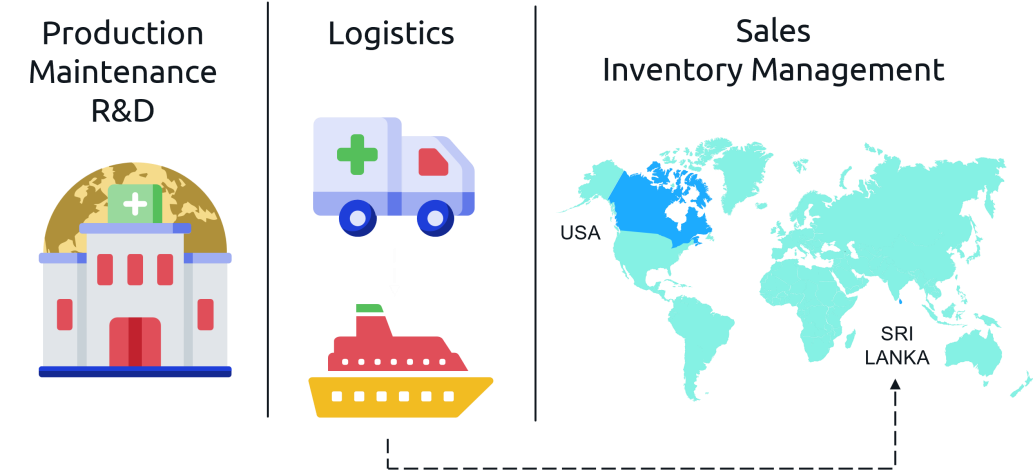 Production
Maintenance
R&D
Logistics
Sales
Inventory Management
USA
SRI
LANKA